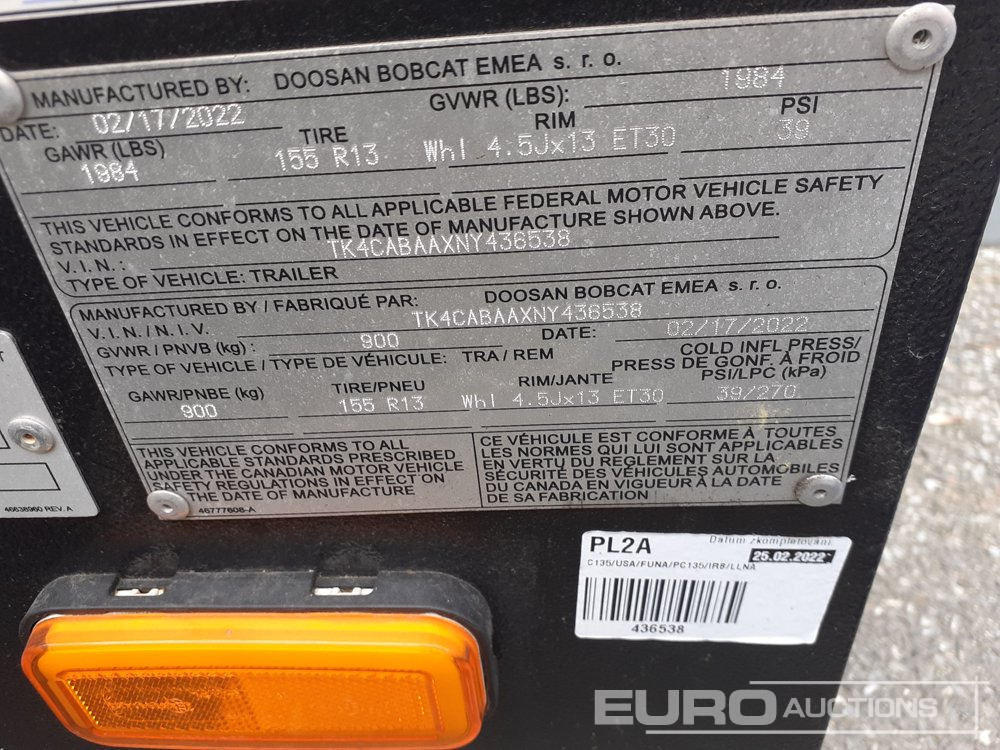 MANUFACTURED BY: DOOSAN BOBCAT EMEA s. r. o.
DATE: 02/17/2022 GVWR (LBS): 1984
GAWR (LBS) TIRE RIM PSI
1984 155 R13 Whl 4.5Jx13 ET30 39
THIS VEHICLE CONFORMS TO ALL APPLICABLE FEDERAL MOTOR VEHICLE SAFETY
STANDARDS IN EFFECT ON THE DATE OF MANUFACTURE SHOWN ABOVE.
V.I.N.: TK4CABAAXNY436538
TYPE OF VEHICLE: TRAILER
MANUFACTURED BY / FABRIQUÉ PAR: DOOSAN BOBCAT EMEA s. r. o.
V.I.N. / N.I.V. TK4CABAAXNY436538
GVWR / PNVB (kg) : 900 DATE: 02/17/2022
TYPE OF VEHICLE / TYPE DE VÉHICULE: TRA / REM
COLD INFL PRESS/
PRESS DE GONF. À FROID
GAWR/PNBE (kg) TIRE/PNEU RIM/JANTE PSI/LPC (kPa)
900 155 R13 Whl 4.5Jx13 ET30 39/270
THIS VEHICLE CONFORMS TO ALL
APPLICABLE STANDARDS PRESCRIBED
UNDER THE CANADIAN MOTOR VEHICLE
SAFETY REGULATIONS IN EFFECT ON
THE DATE OF MANUFACTURE
CE VÉHICULE EST CONFORME À TOUTES
LES NORMES QUI LUI SONT APPLICABLES
EN VERTU DU REGLEMENT SUR LA
SÉCURITÉ DES VÉHICULES AUTOMOBILES
DU CANADA EN VIGUEUR À LA DATE
DE SA FABRICATION
46777608-A
46638960 REV. A
PL2A Datum zkompletování:
25.02.2022
C135/USA/FUNA/PC135/IR8/LLNA
436538
EURO AUCTIONS